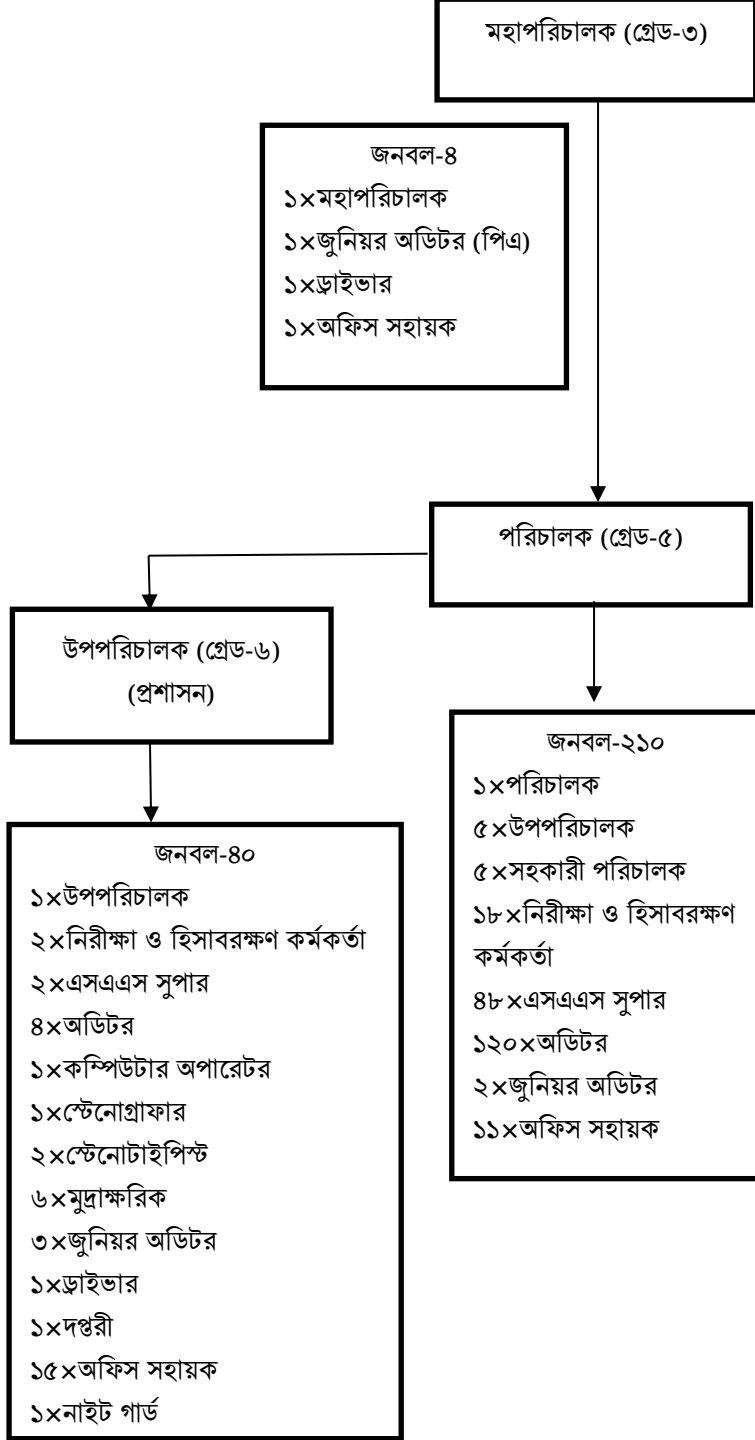 মহাপরিচালক (গ্রেড-৩)
জনবল-৪
১×মহাপরিচালক
১×জুনিয়র অডিটর (পিএ)
১×ড্রাইভার
১×অফিস সহায়ক
পরিচালক (গ্রেড-৫)
উপপরিচালক (গ্রেড-৬)
(প্রশাসন)
জনবল-৪০
১×উপপরিচালক
২×নিরীক্ষা ও হিসাবরক্ষণ কর্মকর্তা
২×এসএএস সুপার
৪×অডিটর
১×কম্পিউটার অপারেটর
১×স্টেনোগ্রাফার
২×স্টেনোটাইপিস্ট
৬×মুদ্রাক্ষরিক
৩×জুনিয়র অডিটর
১×ড্রাইভার
১×দপ্তরী
১৫×অফিস সহায়ক
১×নাইট গার্ড
জনবল-২১০
১×পরিচালক
৫×উপপরিচালক
৫×সহকারী পরিচালক
১৮×নিরীক্ষা ও হিসাবরক্ষণ
কর্মকর্তা
৪৮×এসএএস সুপার
১২০×অডিটর
২×জুনিয়র অডিটর
১১×অফিস সহায়ক